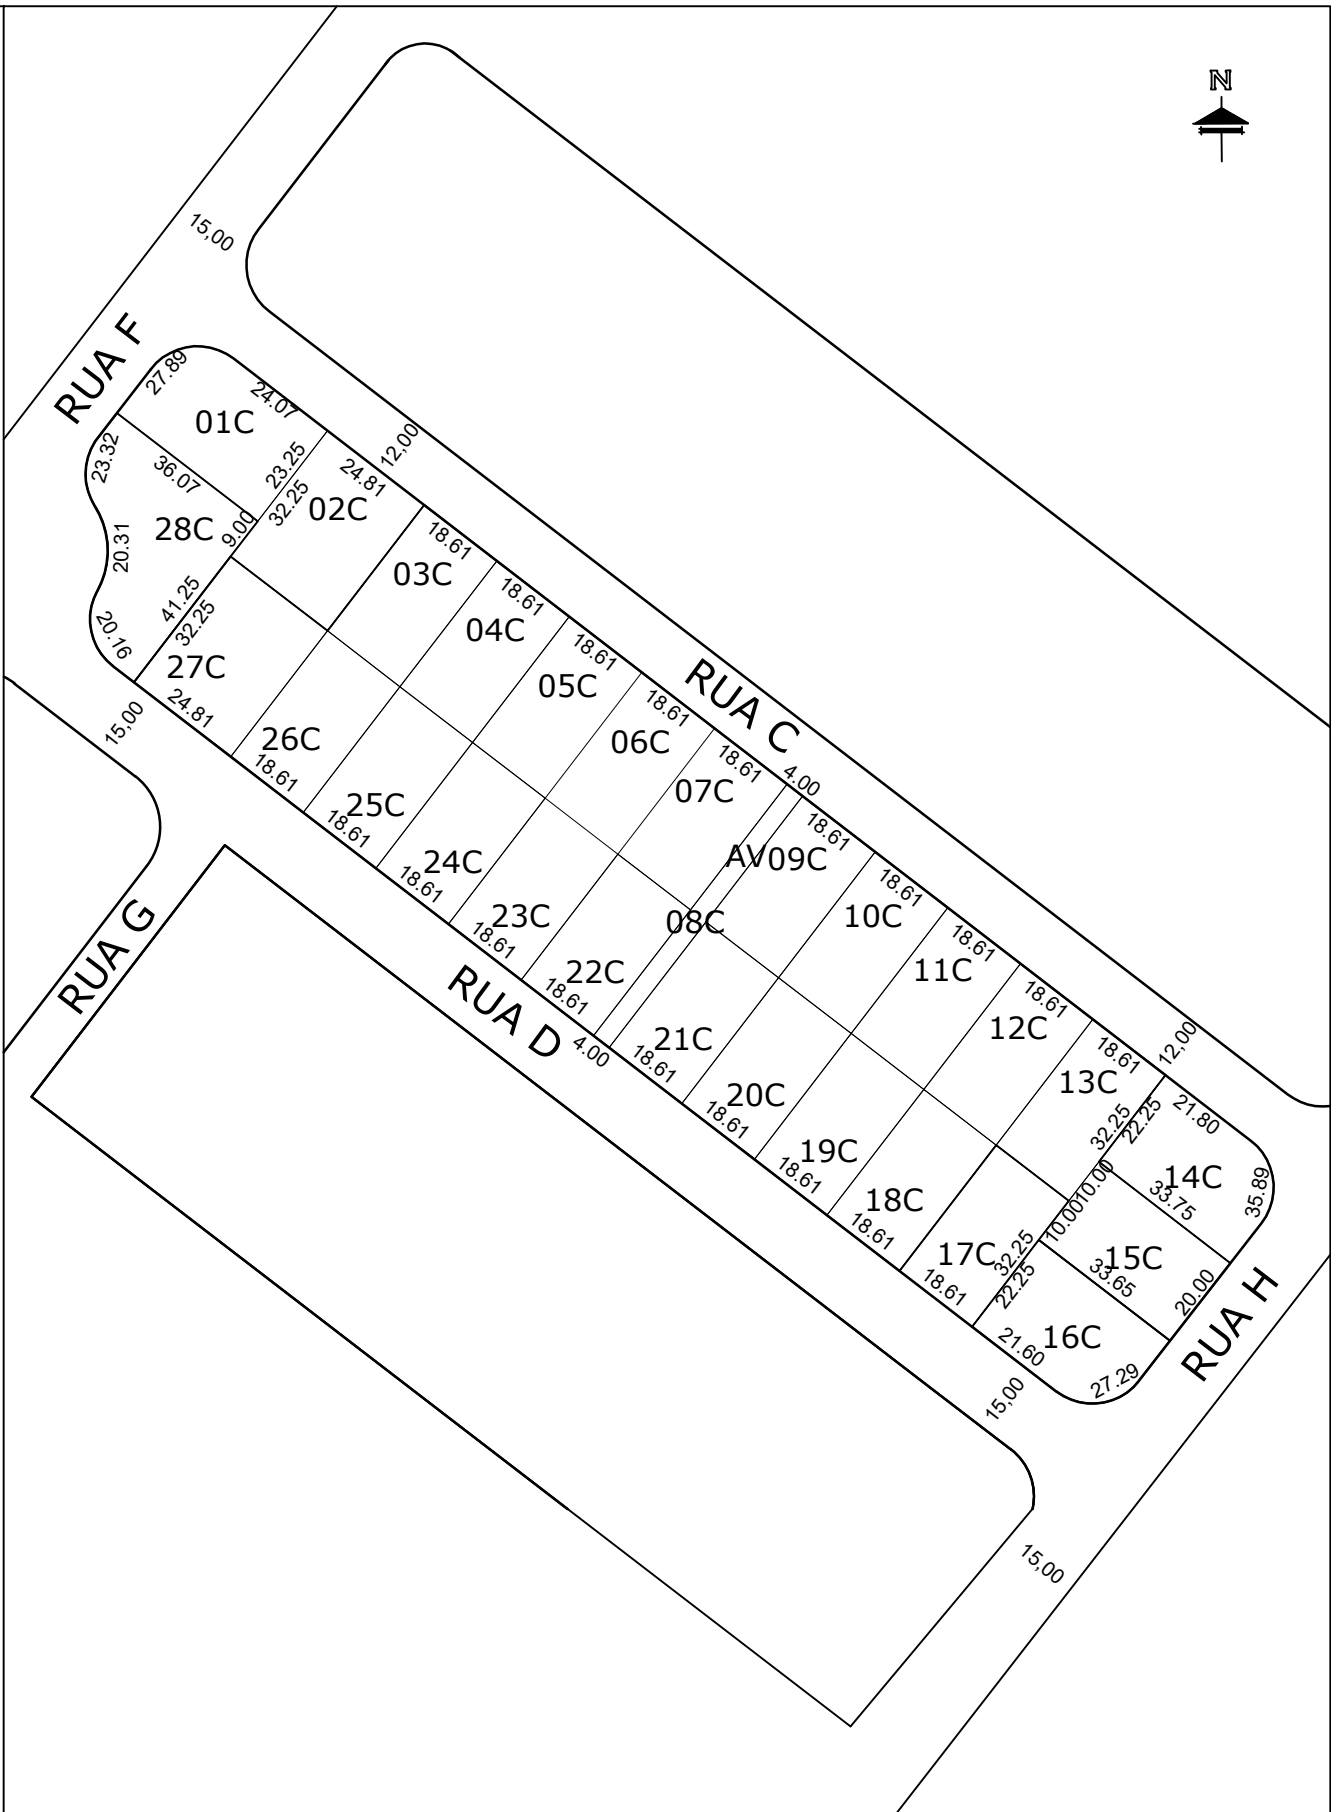 N
15,00
RUA F
27.89
24.07
01C
12,00
23.32
36.07
23.25
24.81
32.25
02C
28C
9.00
20.31
18.61
03C
18.61
04C
41.25
32.25
20.16
18.61
05C
27C
24.81
15,00
18.61
RUA C
06C
26C
18.61
18.61
07C
4.00
25C
18.61
18.61
AV
09C
24C
18.61
18.61
10C
08C
23C
18.61
18.61
11C
RUA G
22C
18.61
RUA D
4.00
18.61
12C
21C
18.61
18.61
12,00
13C
20C
18.61
32.25
22.25
21.80
19C
18.61
10.00
14C
33.75
35.89
18C
18.61
10.00
17C
18.61
32.25
22.25
15C
33.65
20.00
RUA H
21.60
16C
27.29
15,00
15,00